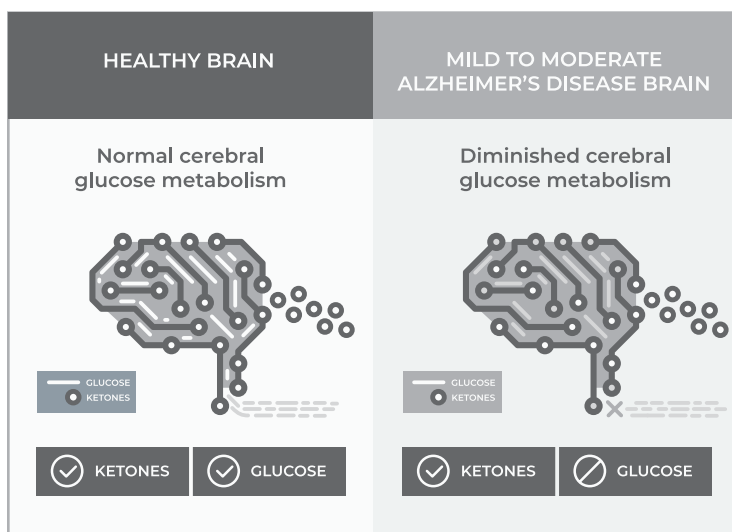 HEALTHY BRAIN
MILD TO MODERATE
ALZHEIMER'S DISEASE BRAIN
Normal cerebral
glucose metabolism
Diminished cerebral
glucose metabolism
GLUCOSE
KETONES
GLUCOSE
KETONES
KETONES
GLUCOSE
KETONES
GLUCOSE